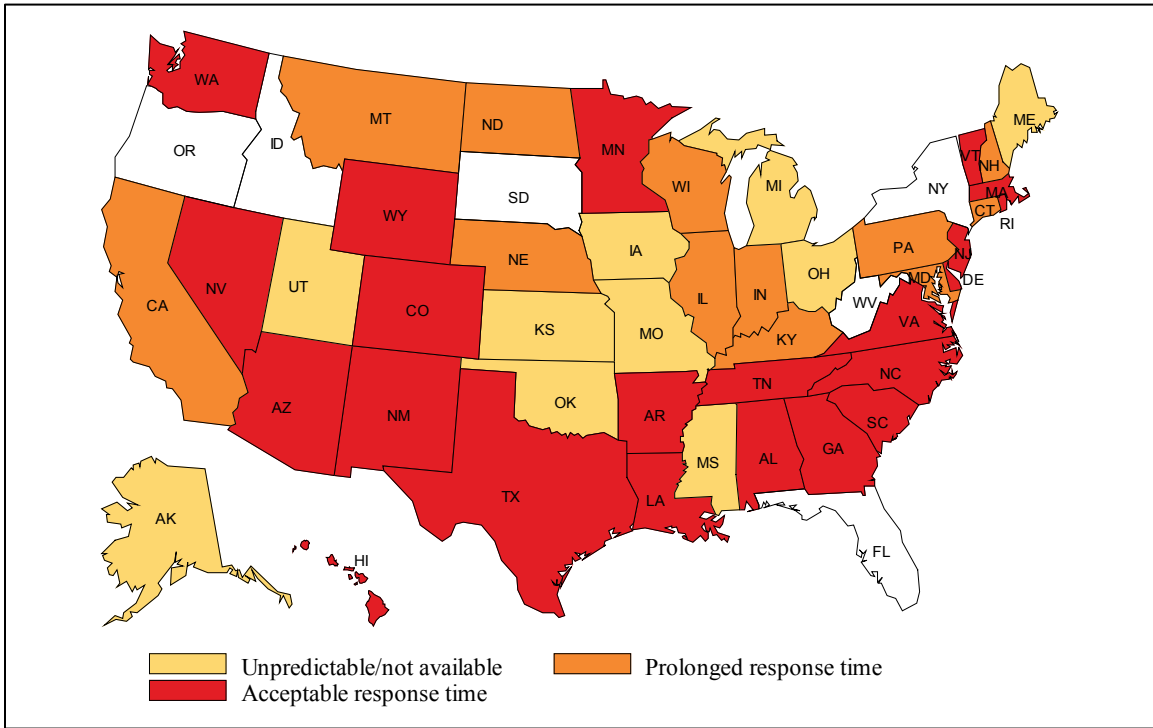 WA
MT
ND
MN
ME
OR
ID
VT
NH
WI
MI
NY
MA
SD
WY
CT
RI
IA
PA
NE
NJ
OH
MD
DE
NV
UT
IL
IN
CA
CO
WV
VA
KS
MO
KY
TN
NC
OK
AZ
NM
AR
SC
MS
AL
GA
TX
LA
AK
FL
HI
Unpredictable/not available
Prolonged response time
Acceptable response time